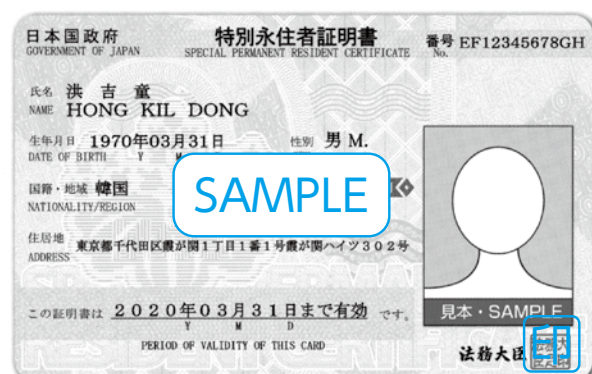 日本国政府 特別永住者証明書 番号 EF12345678GH
GOVERNMENT OF JAPAN SPECIAL PERMANENT RESIDENT CERTIFICATE No.
氏名 洪 吉 童
NAME HONG KIL DONG
生年月日 1970年03月31日 性別 男 M.
DATE OF BIRTH Y M
SAMPLE
国籍・地域 韓国
NATIONALITY/REGION
住居地 東京都千代田区霞が関1丁目1番1号霞が関ハイツ302号
ADDRESS
この証明書は 2020年03月31日まで有効 です。
Y M D
PERIOD OF VALIDITY OF THIS CARD
見本・SAMPLE
法務大臣 印